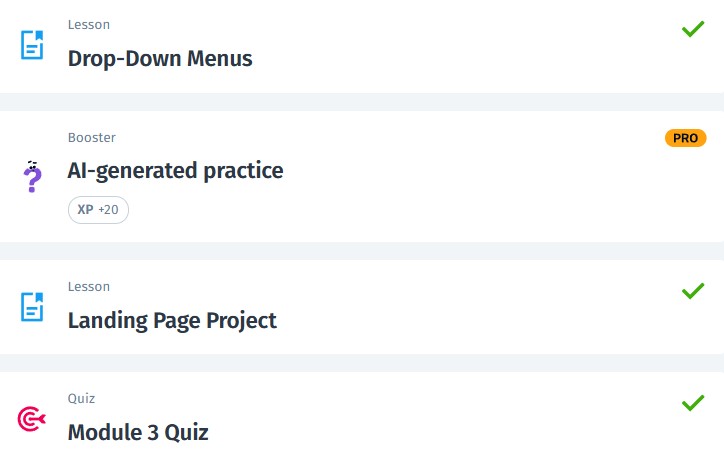 Lesson
Drop-Down Menus
Booster
PRO
AI-generated practice
XP +20
Lesson
Landing Page Project
Quiz
Module 3 Quiz